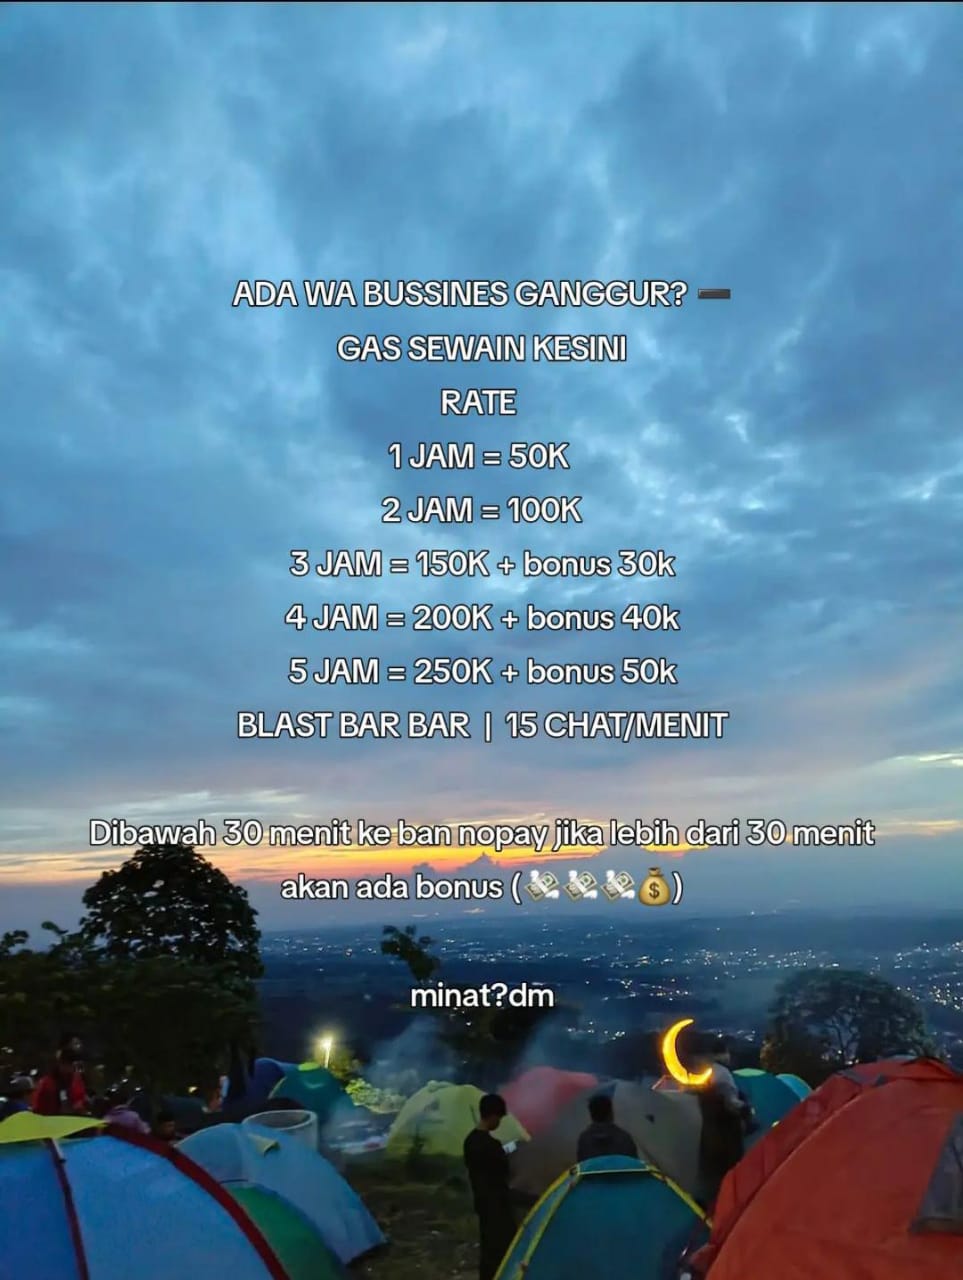 ADA WA BUSSINES GANGGUR? ➖
GAS SEWAIN KESINI
RATE
1 JAM = 50K
2 JAM = 100K
3 JAM = 150K + bonus 30k
4 JAM = 200K + bonus 40k
5 JAM = 250K + bonus 50k
BLAST BAR BAR | 15 CHAT/MENIT
Dibawah 30 menit ke ban nopay jika lebih dari 30 menit
akan ada bonus (💸💸💸💰)
minat?dm